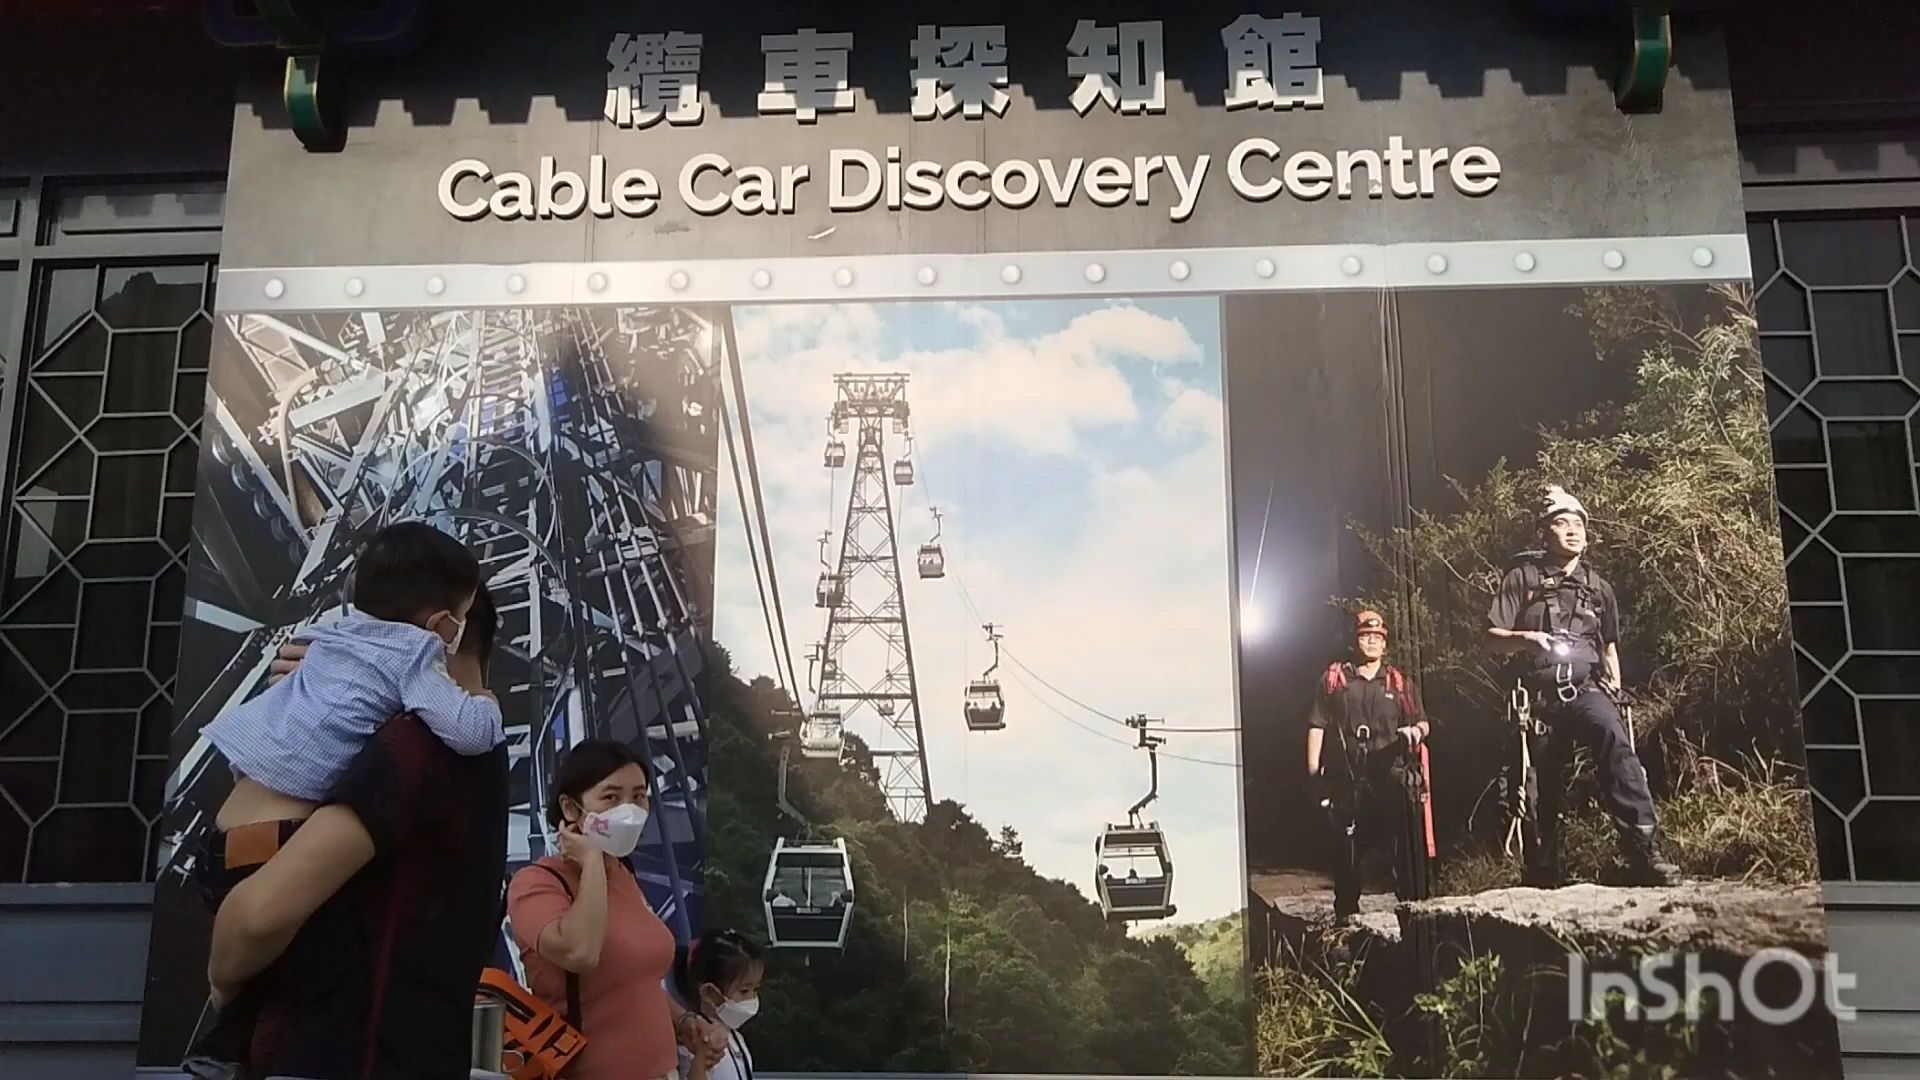 纜車探知館
Cable Car Discovery Centre
InShOt